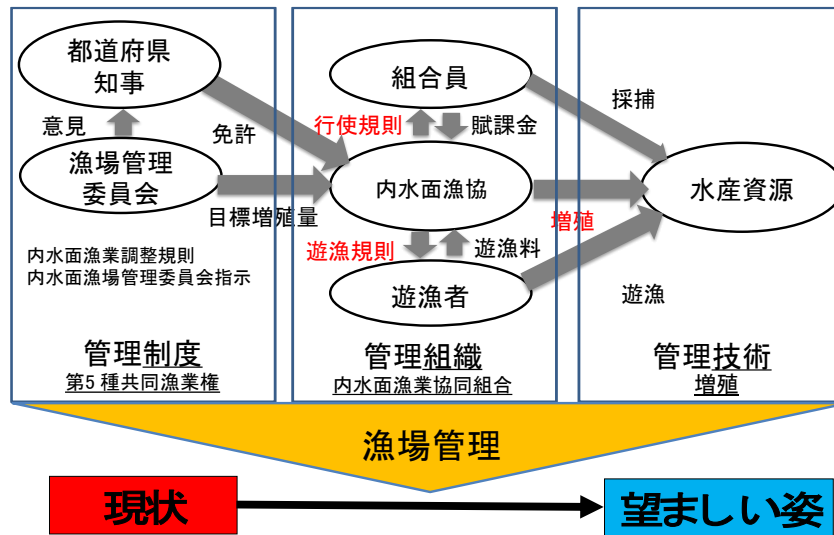 都道府県
知事
意見
免許
漁場管理
委員会
目標増殖量
内水面漁業調整規則
内水面漁場管理委員会指示
管理制度
第5種共同漁業権
組合員
行使規則
賦課金
内水面漁協
遊漁規則
遊漁料
遊漁者
管理組織
内水面漁業協同組合
採捕
水産資源
増殖
遊漁
管理技術
増殖
漁場管理
現状
望ましい姿